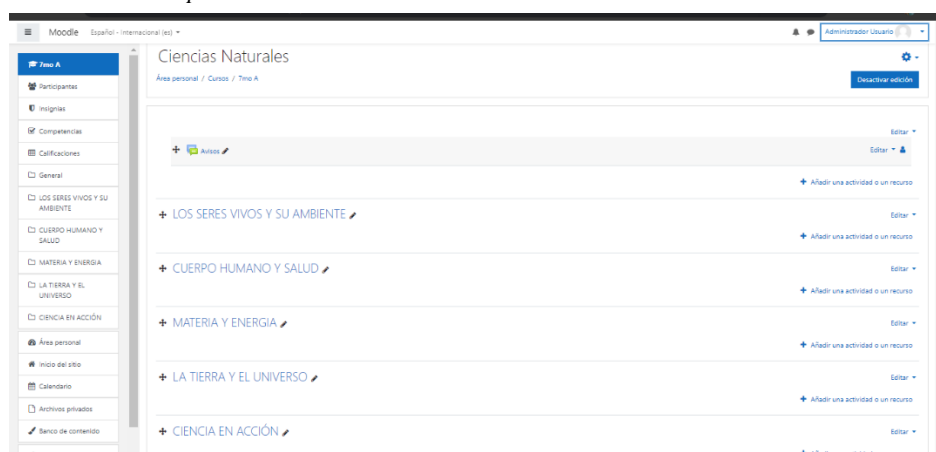 Moodle Español - Internacional (es)
Administrador Usuario
7mo A
Participantes
Insignias
Competencias
Calificaciones
General
LOS SERES VIVOS Y SU
AMBIENTE
CUERPO HUMANO Y
SALUD
MATERIA Y ENERGIA
LA TIERRA Y EL
UNIVERSO
CIENCIA EN ACCIÓN
Área personal
Inicio del sitio
Calendario
Archivos privados
Banco de contenido
Ciencias Naturales
Área personal / Cursos / 7mo A
Desactivar edición
Editar
Avisos
Editar
Añadir una actividad o un recurso
LOS SERES VIVOS Y SU AMBIENTE
Editar
Añadir una actividad o un recurso
CUERPO HUMANO Y SALUD
Editar
Añadir una actividad o un recurso
MATERIA Y ENERGIA
Editar
Añadir una actividad o un recurso
LA TIERRA Y EL UNIVERSO
Editar
Añadir una actividad o un recurso
CIENCIA EN ACCIÓN
Editar